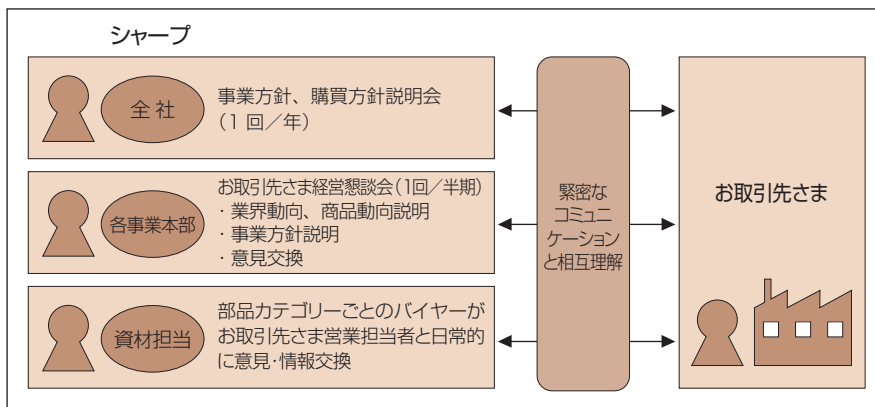 シャープ
全 社
事業方針、購買方針説明会
（1 回／年）
各事業本部
お取引先さま経営懇談会（1回／半期）
・業界動向、商品動向説明
・事業方針説明
・意見交換
資材担当
部品カテゴリーごとのバイヤーが
お取引先さま営業担当者と日常的
に意見・情報交換
緊密な
コミュニ
ケーション
と相互理解
お取引先さま